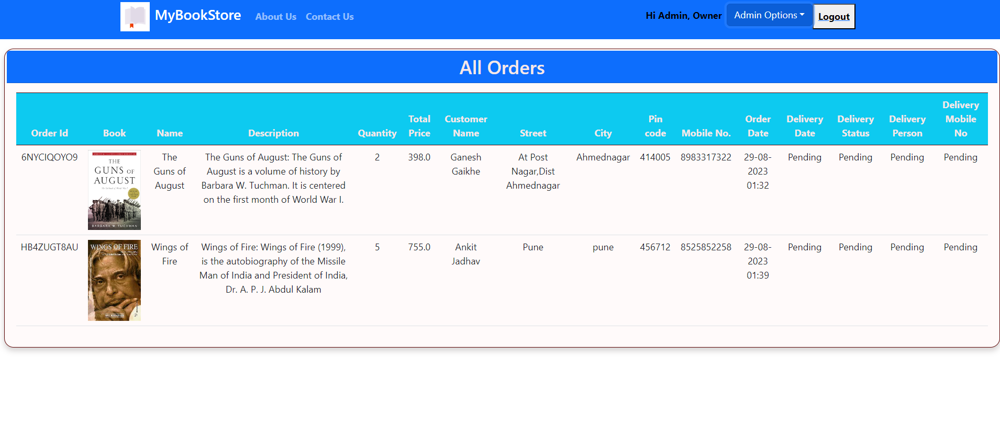 MyBookStore About Us Contact Us Hi Admin, Owner Admin Options Logout
All Orders
Order Id Book Name Description Quantity Total Price Customer Name Street City Pin code Mobile No. Order Date Delivery Date Delivery Status Delivery Person Delivery Mobile No
6NYCIQOYO9
THE
GUNS OF
AUGUST
BARBARA W. TUCHMAN
The
Guns of
August
The Guns of August: The Guns of
August is a volume of history by
Barbara W. Tuchman. It is centered
on the first month of World War I.
2
398.0
Ganesh
Gaikhe
At Post
Nagar,Dist
Ahmednagar
Ahmednagar
414005
8983317322
29-08-
2023
01:32
Pending
Pending
Pending
Pending
HB4ZUGT8AU
WINGS OF FIRE
Wings of
Fire
Wings of Fire: Wings of Fire (1999),
is the autobiography of the Missile
Man of India and President of India,
Dr. A. P. J. Abdul Kalam
5
755.0
Ankit
Jadhav
Pune
pune
456712
8525852258
29-08-
2023
01:39
Pending
Pending
Pending
Pending